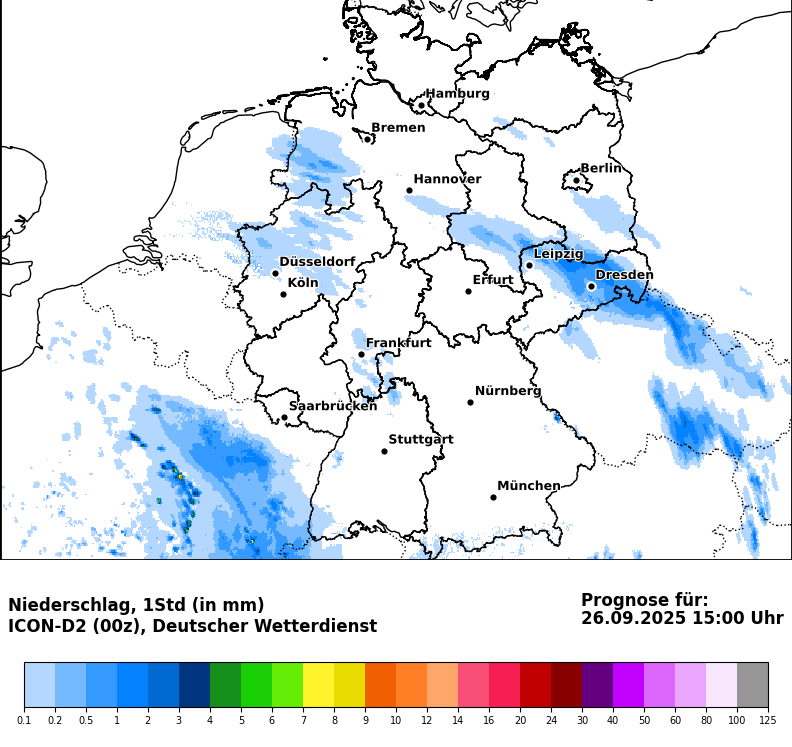 Hamburg
Bremen
Berlin
Hannover
Leipzig
Düsseldorf
Dresden
Köln
Erfurt
Frankfurt
Nürnberg
Saarbrücken
Stuttgart
München
Niederschlag, 1Std (in mm)
ICON-D2 (00z), Deutscher Wetterdienst
Prognose für:
26.09.2025 15:00 Uhr
0.1 0.2 0.5 1 2 3 4 5 6 7 8 9 10 12 14 16 20 24 30 40 50 60 80 100 125